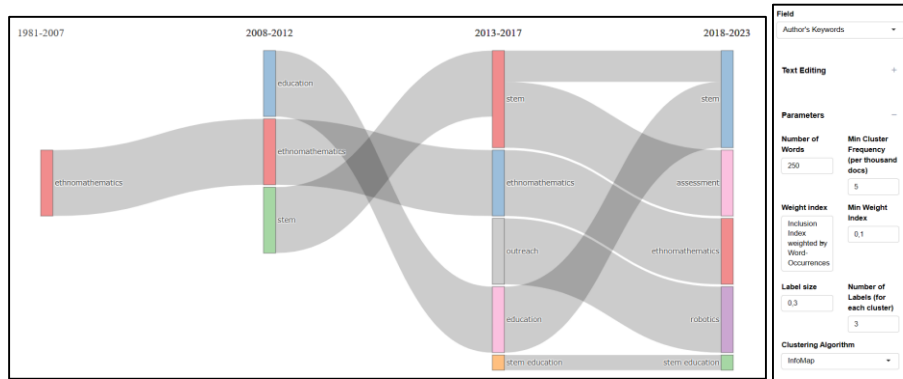 1981-2007 2008-2012 2013-2017 2018-2023
education
ethnomathematics
ethnomathematics
stem
stem
ethnomathematics
outreach
education
stem education
stem
assessment
ethnomathematics
robotics
stem education
Field
Author's Keywords
Text Editing +
Parameters −
Number of Words
250
Min Cluster Frequency (per thousand docs)
5
Weight index
Inclusion Index weighted by Word-Occurrences
Min Weight Index
0,1
Label size
0,3
Number of Labels (for each cluster)
3
Clustering Algorithm
InfoMap